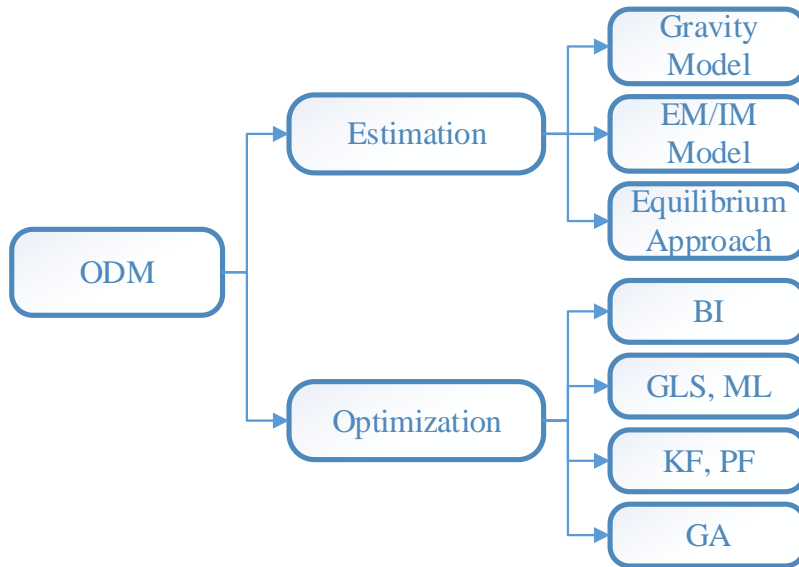 ODM
Estimation
Gravity
Model
EM/IM
Model
Equilibrium
Approach
Optimization
BI
GLS, ML
KF, PF
GA